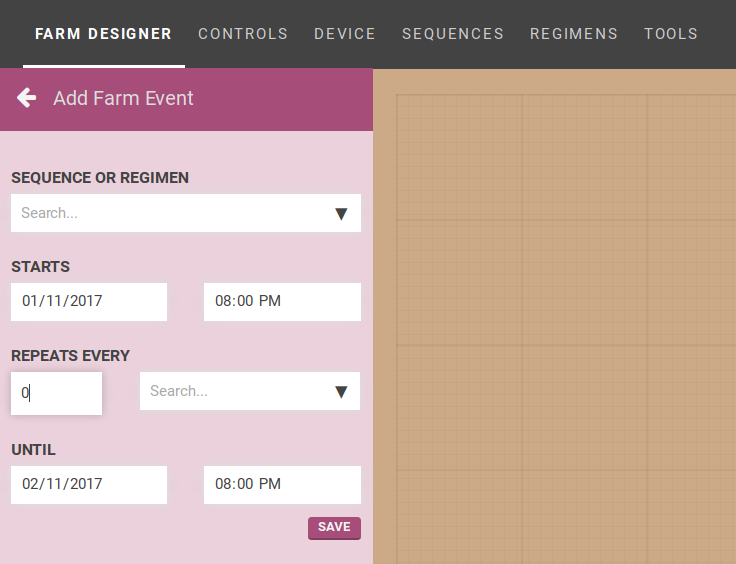 FARM DESIGNER CONTROLS DEVICE SEQUENCES REGIMENS TOOLS
Add Farm Event
SEQUENCE OR REGIMEN
Search...
STARTS
01/11/2017 08:00 PM
REPEATS EVERY
0 Search...
UNTIL
02/11/2017 08:00 PM
SAVE